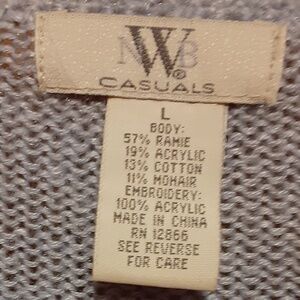 NWB
®
CASUALS
L
BODY:
57% RAMIE
19% ACRYLIC
13% COTTON
11% MOHAIR
EMBROIDERY:
100% ACRYLIC
MADE IN CHINA
RN 12866
SEE REVERSE
FOR CARE